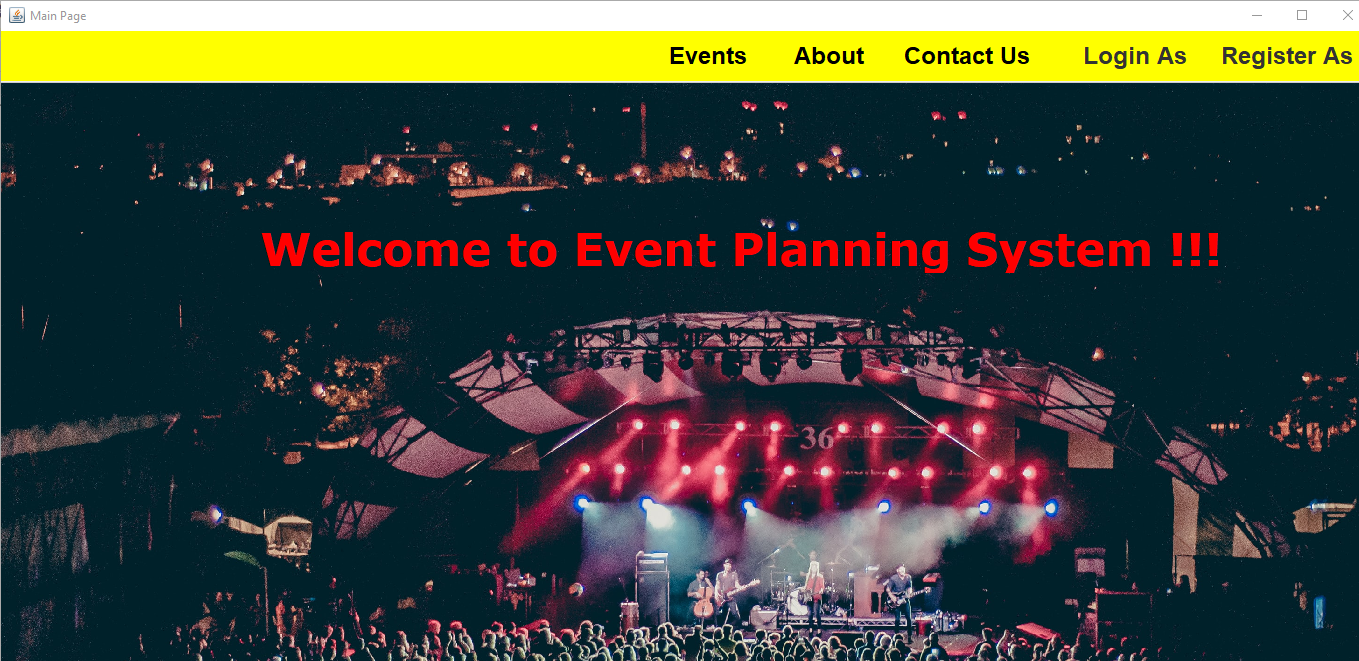 Main Page
Events About Contact Us Login As Register As
Welcome to Event Planning System !!!
36